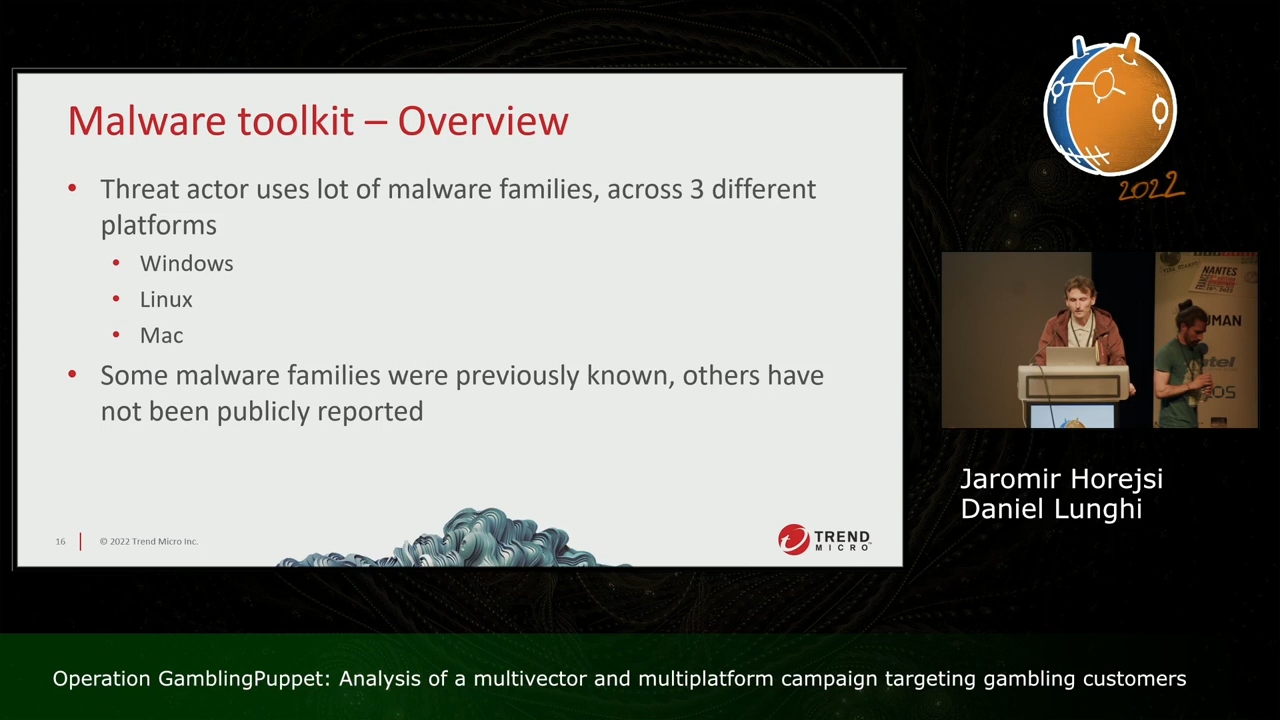 Malware toolkit – Overview
• Threat actor uses lot of malware families, across 3 different
platforms
• Windows
• Linux
• Mac
• Some malware families were previously known, others have
not been publicly reported
16
© 2022 Trend Micro Inc.
TREND
MICRO™
2022
NANTES
Jaromir Horejsi
Daniel Lunghi
Operation GamblingPuppet: Analysis of a multivector and multiplatform campaign targeting gambling customers